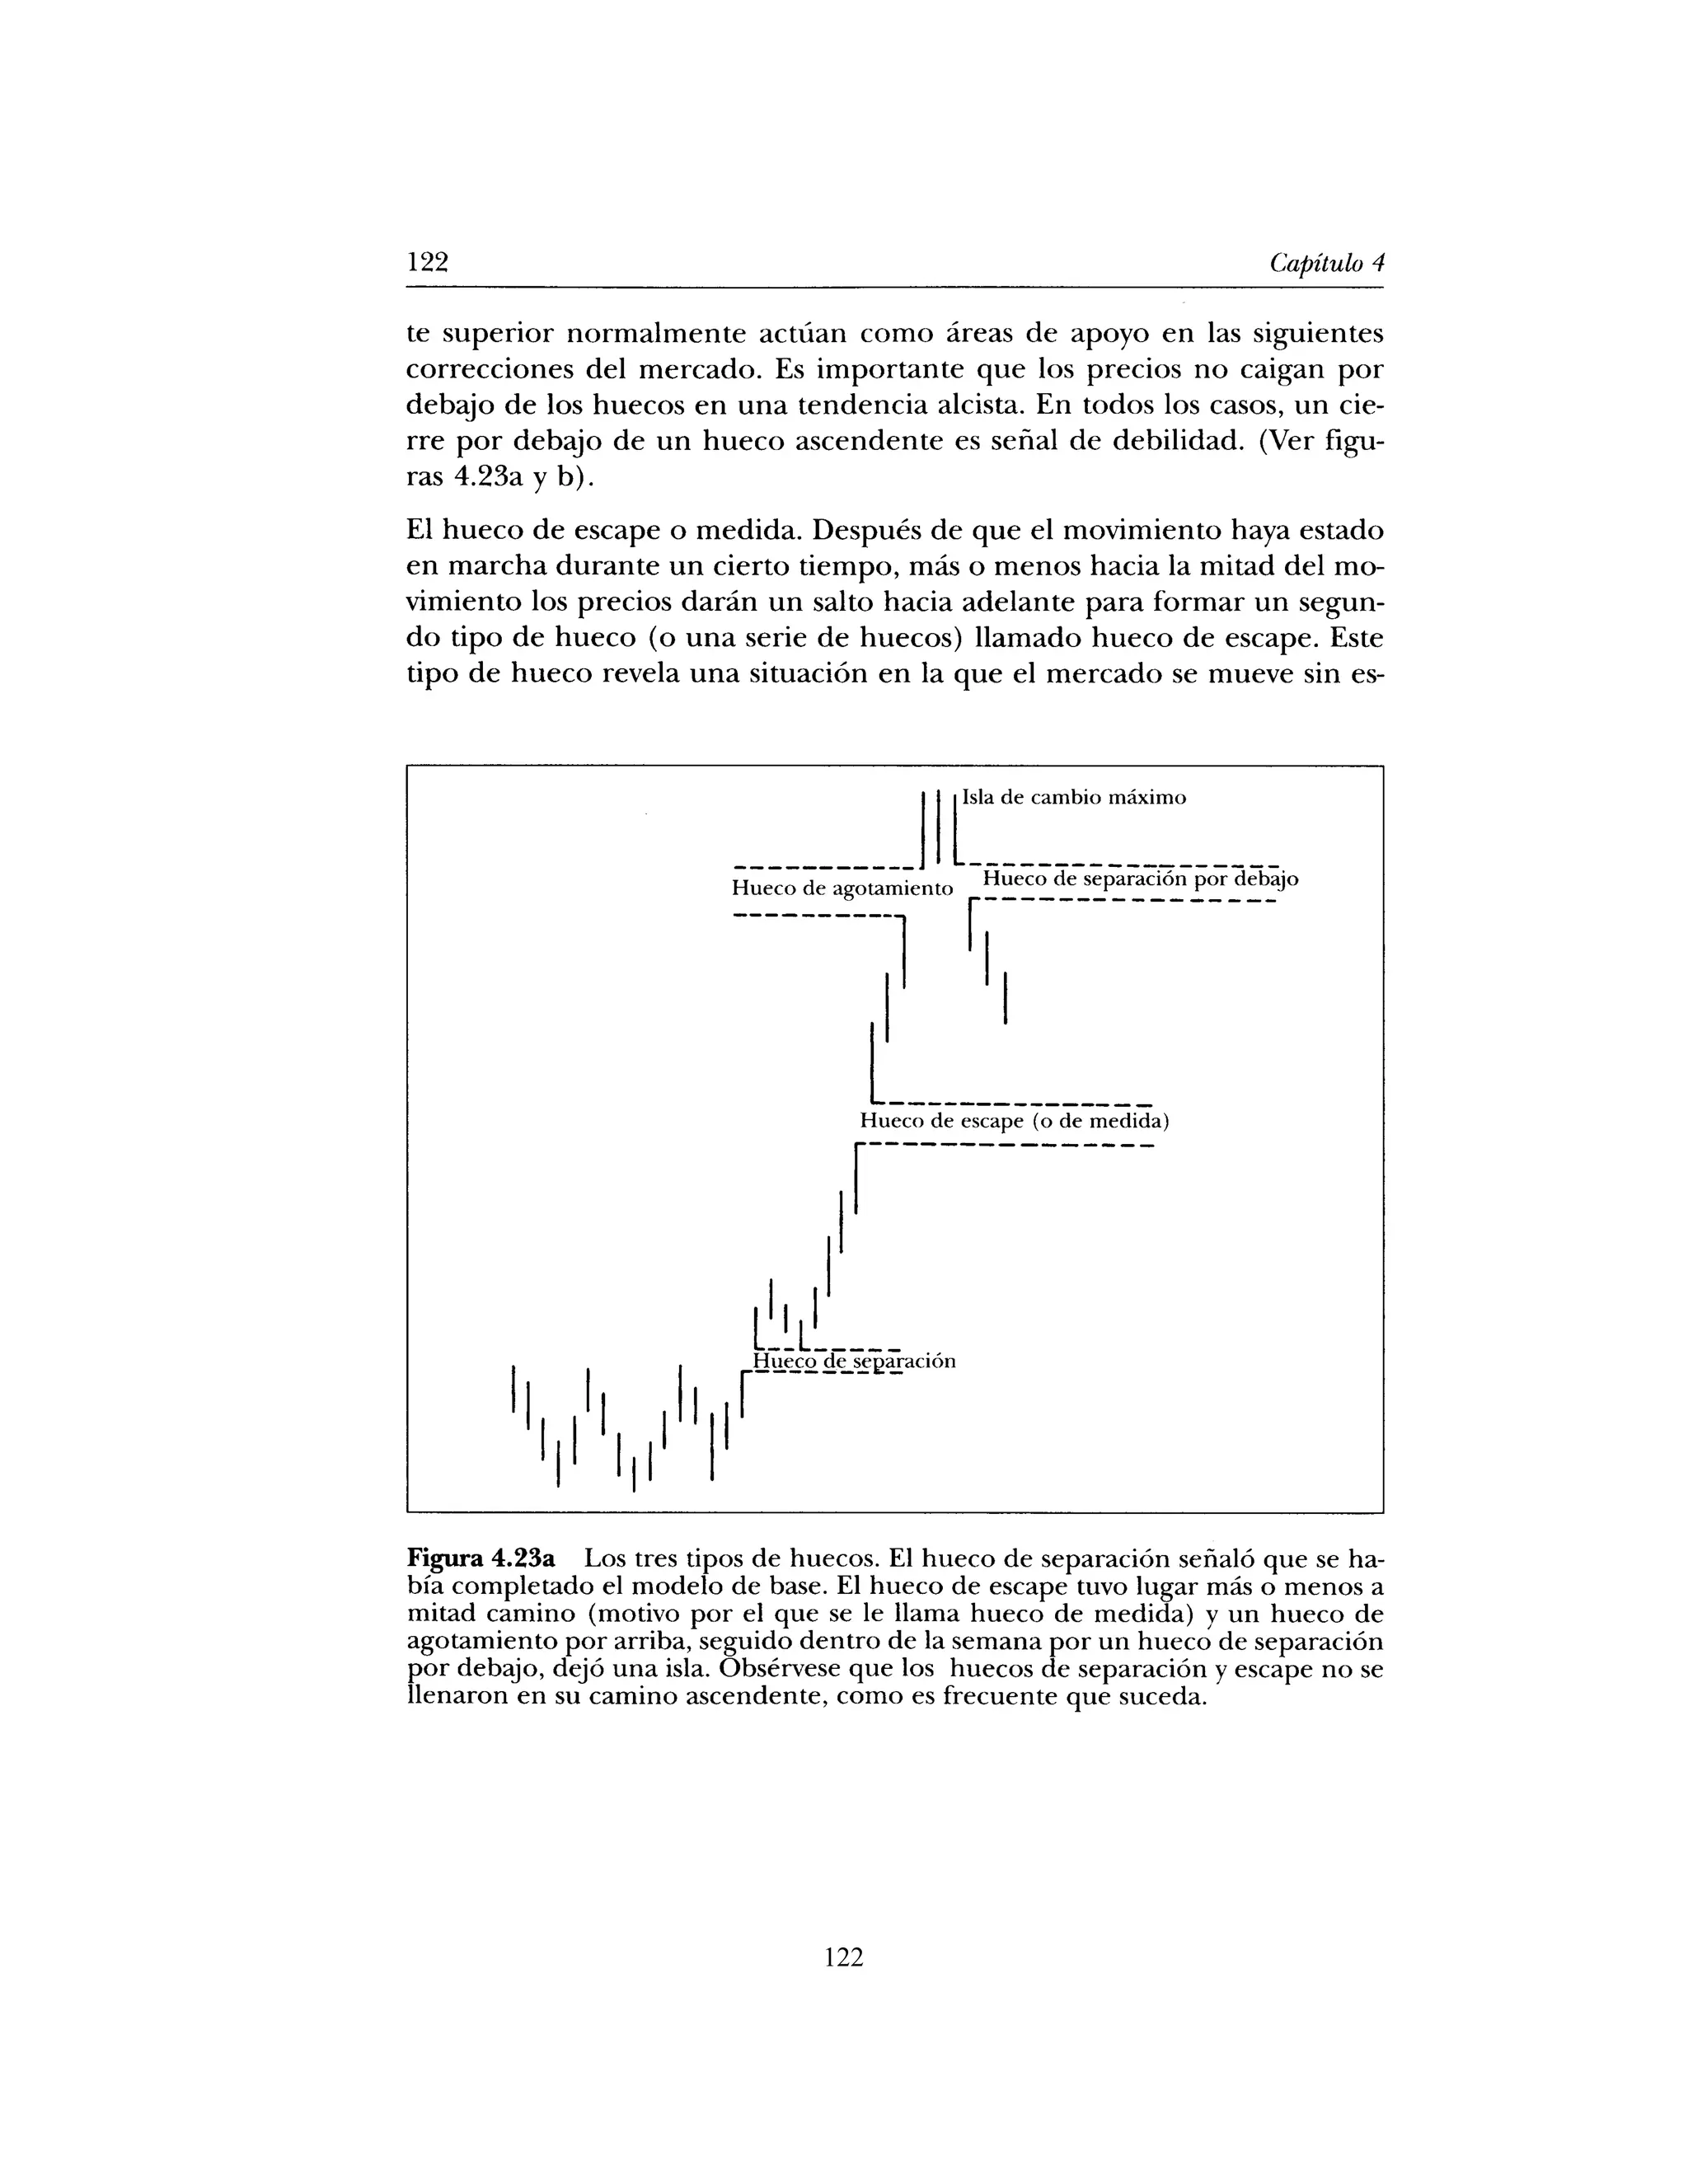 122 Capítulo 4
te superior normalmente actúan como áreas de apoyo en las siguientes
correcciones del mercado. Es importante que los precios no caigan por
debajo de los huecos en una tendencia alcista. En todos los casos, un cie-
rre por debajo de un hueco ascendente es señal de debilidad. (Ver figu-
ras 4.23a y b).
El hueco de escape o medida. Después de que el movimiento haya estado
en marcha durante un cierto tiempo, más o menos hacia la mitad del mo-
vimiento los precios darán un salto hacia adelante para formar un segun-
do tipo de hueco (o una serie de huecos) llamado hueco de escape. Este
tipo de hueco revela una situación en la que el mercado se mueve sin es-
Isla de cambio máximo
Hueco de agotamiento
Hueco de separación por debajo
Hueco de escape (o de medida)
Hueco de separación
Figura 4.23a Los tres tipos de huecos. El hueco de separación señaló que se ha-
bía completado el modelo de base. El hueco de escape tuvo lugar más o menos a
mitad camino (motivo por el que se le llama hueco de medida) y un hueco de
agotamiento por arriba, seguido dentro de la semana por un hueco de separación
por debajo, dejó una isla. Obsérvese que los huecos de separación y escape no se
llenaron en su camino ascendente, como es frecuente que suceda.
122